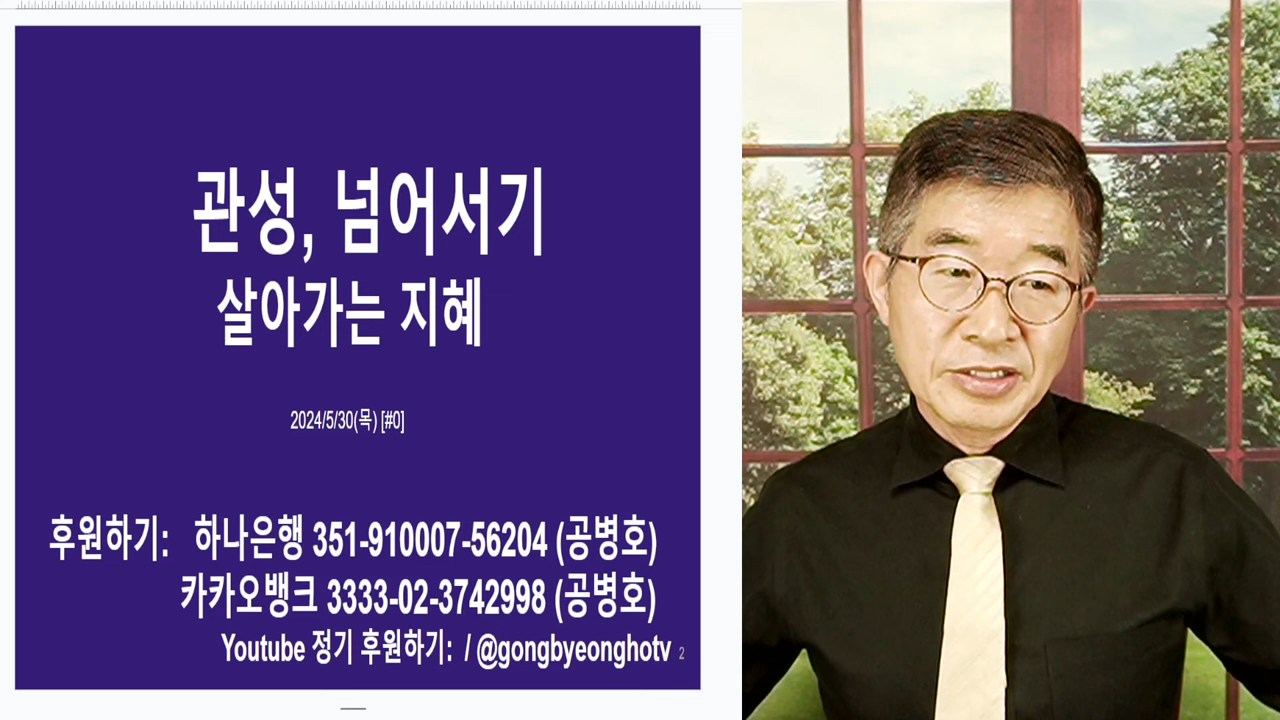 관성, 넘어서기
살아가는 지혜
2024/5/30(목) [#0]
후원하기: 하나은행 351-910007-56204 (공병호)
카카오뱅크 3333-02-3742998 (공병호)
Youtube 정기 후원하기: / @gongbyeonghotv 2